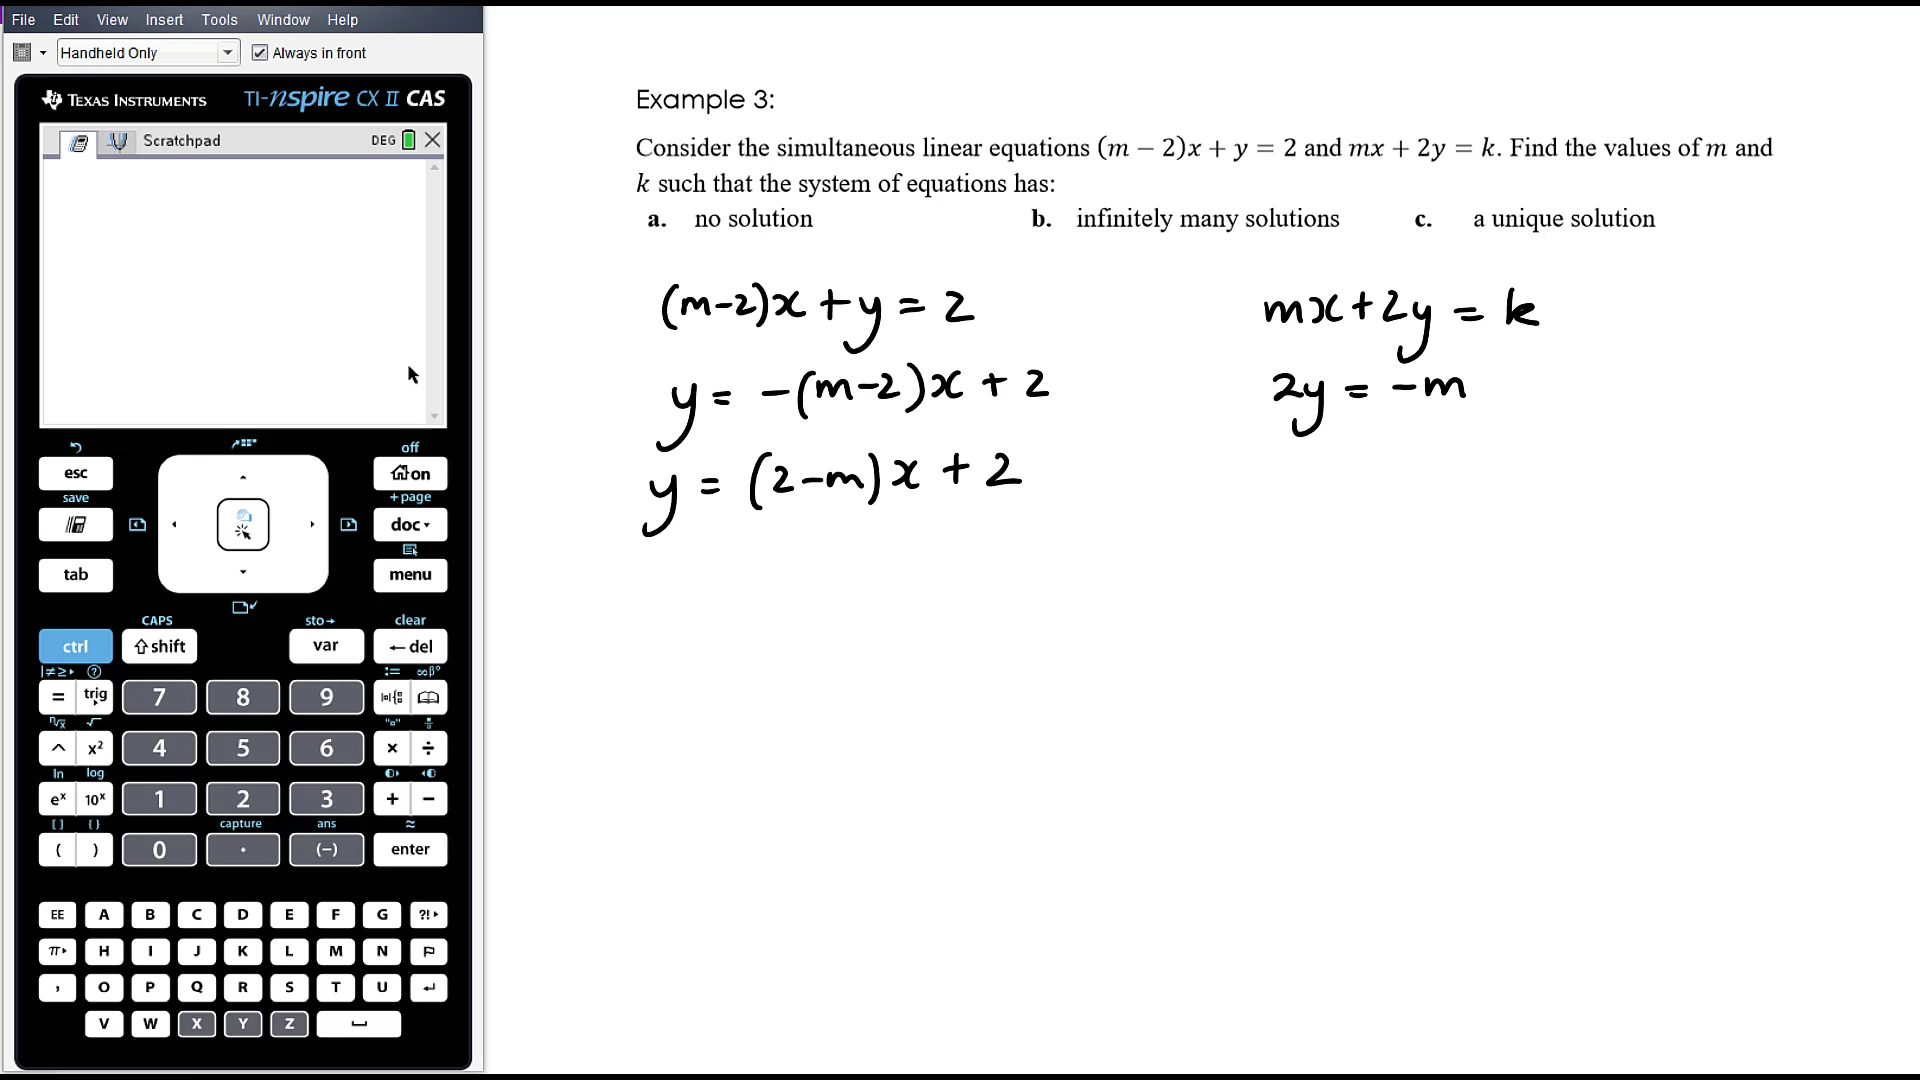 File Edit View Insert Tools Window Help
Handheld Only Always in front
TEXAS INSTRUMENTS TI-nspire CX II CAS
Scratchpad DEG
off
esc on
save + page
doc
tab menu
CAPS sto→ clear
ctrl ⇧shift var ←del
|≠≥▸ ? := ∞β°
= trig 7 8 9
ⁿ√x √
^ x² 4 5 6 × ÷
ln log
eˣ 10ˣ 1 2 3 + −
[ ] { } capture ans ≈
( ) 0 . (−) enter
EE A B C D E F G ?!▸
π▸ H I J K L M N
, O P Q R S T U ↵
V W X Y Z
Example 3:
Consider the simultaneous linear equations (m − 2)x + y = 2 and mx + 2y = k. Find the values of m and
k such that the system of equations has:
a. no solution b. infinitely many solutions c. a unique solution
(m-2)x + y = 2
y = -(m-2)x + 2
y = (2-m)x + 2
mx + 2y = k
2y = -m